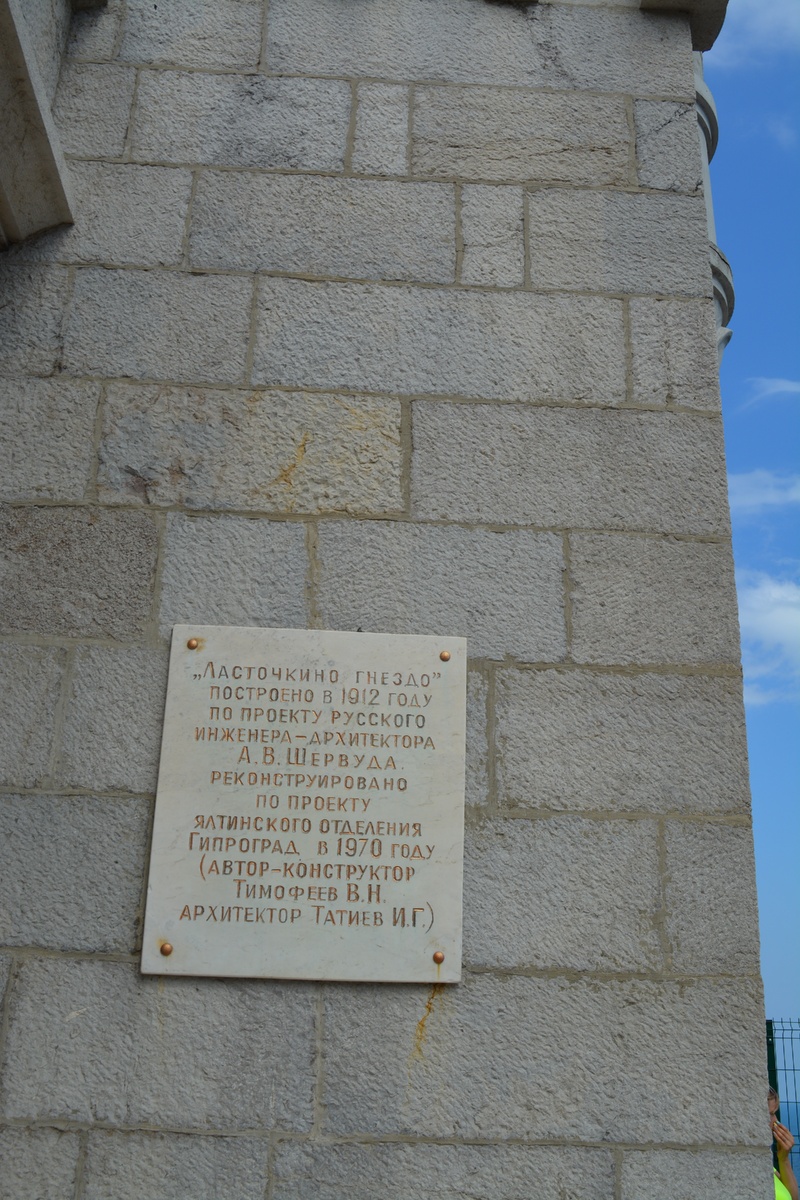 „Ласточкино гнездо"
построено в 1912 году
по проекту русского
инженера-архитектора
А.В. Шервуда.
реконструировано
по проекту
ялтинского отделения
Гипроград в 1970 году
(автор-конструктор
Тимофеев В.Н.
архитектор Татиев И.Г.)